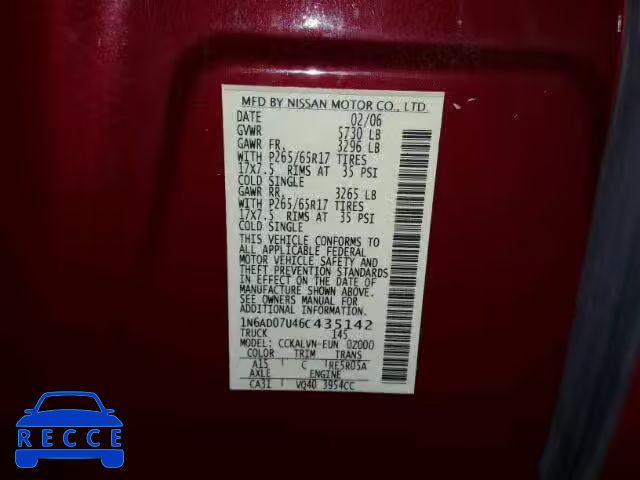 MFD BY NISSAN MOTOR CO., LTD.
DATE 02/06
GVWR 5730 LB
GAWR FR. 3296 LB
WITH P265/65R17 TIRES
17X7.5 RIMS AT 35 PSI
COLD SINGLE
GAWR RR. 3265 LB
WITH P265/65R17 TIRES
17X7.5 RIMS AT 35 PSI
COLD SINGLE
THIS VEHICLE CONFORMS TO
ALL APPLICABLE FEDERAL
MOTOR VEHICLE SAFETY AND
THEFT PREVENTION STANDARDS
IN EFFECT ON THE DATE OF
MANUFACTURE SHOWN ABOVE.
SEE OWNERS MANUAL FOR
ADDITIONAL INFORMATION
1N6AD07U46C435142
TRUCK 145
MODEL: CCKALVN-EUN 0Z000
COLOR TRIM TRANS
A15 C RE5R05A
AXLE ENGINE
CA31 VQ40 3954CC
RECCE